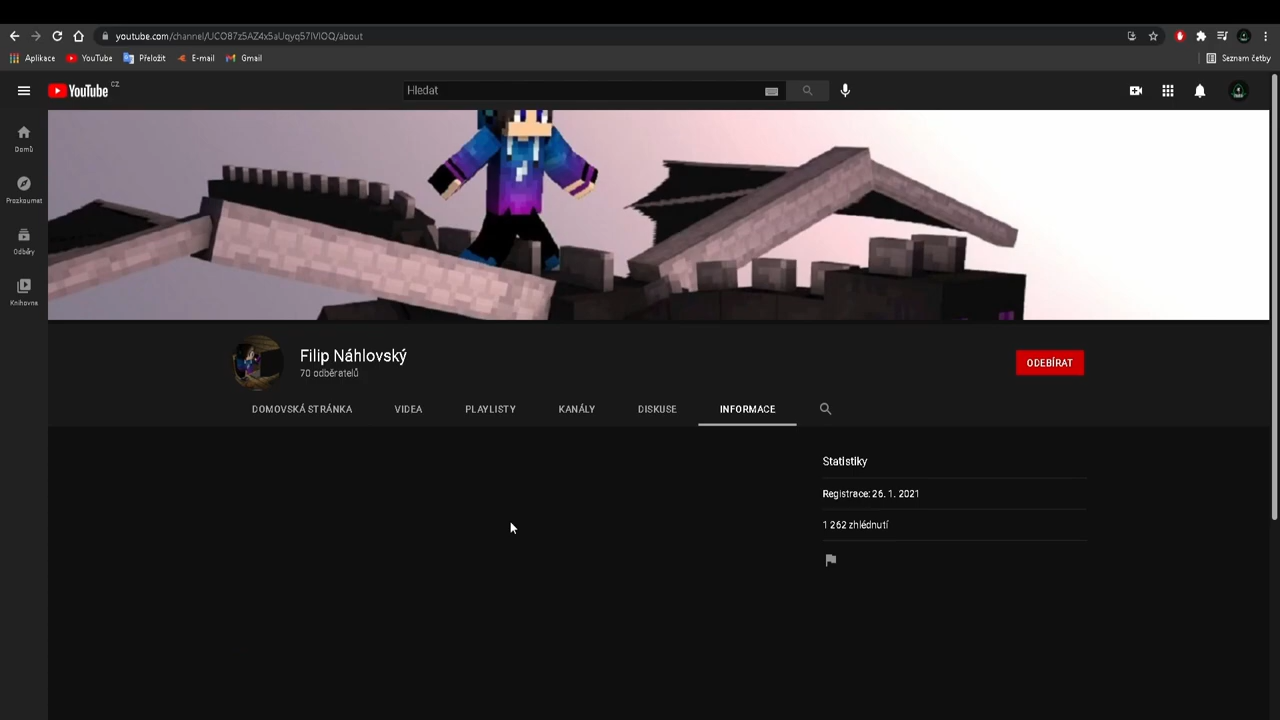 youtube.com/channel/UCO87z5AZ4x5aUqyq57IVIOQ/about
Aplikace YouTube Přeložit E-mail Gmail Seznam četby
YouTube CZ Hledat
Domů
Prozkoumat
Odběry
Knihovna
Filip Náhlovský
70 odběratelů
ODEBÍRAT
DOMOVSKÁ STRÁNKA VIDEA PLAYLISTY KANÁLY DISKUSE INFORMACE
Statistiky
Registrace: 26. 1. 2021
1 262 zhlédnutí